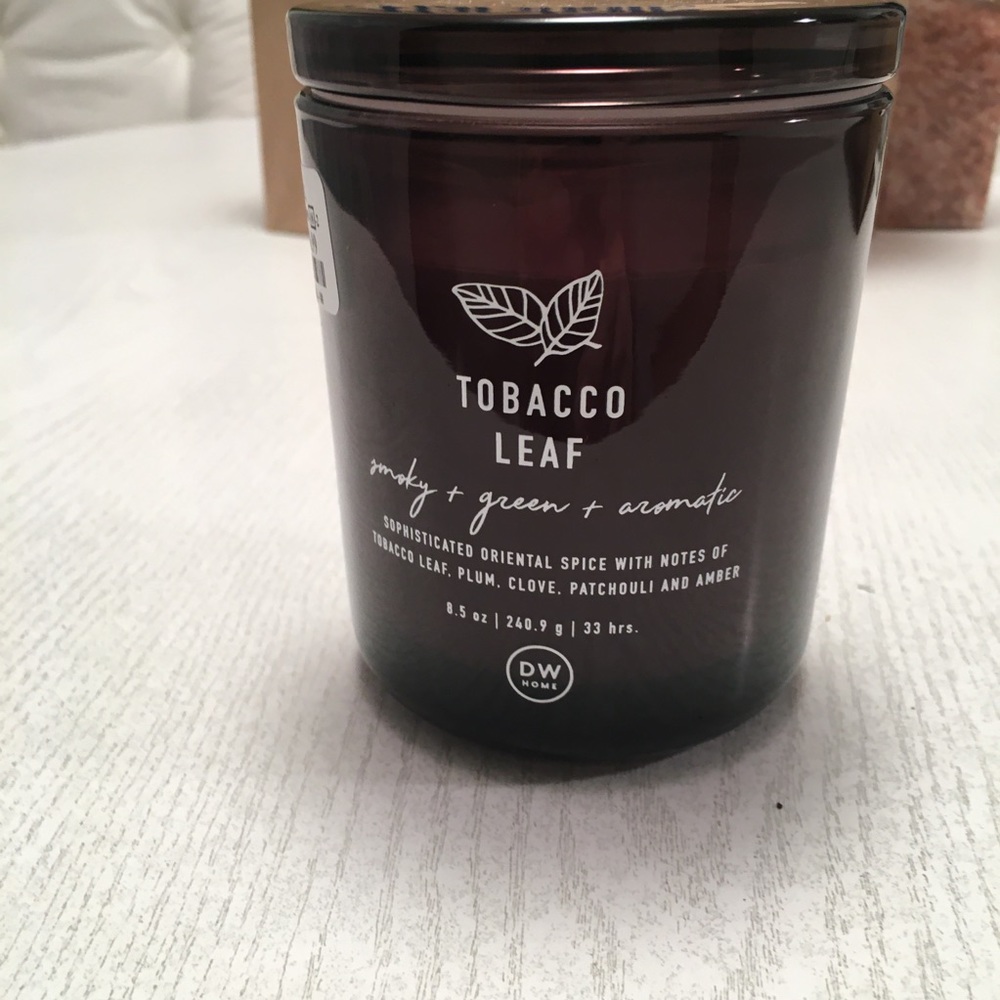 TOBACCO
LEAF
smoky + green + aromatic
SOPHISTICATED ORIENTAL SPICE WITH NOTES OF
TOBACCO LEAF, PLUM, CLOVE, PATCHOULI AND AMBER
8.5 oz | 240.9 g | 33 hrs.
DW
HOME